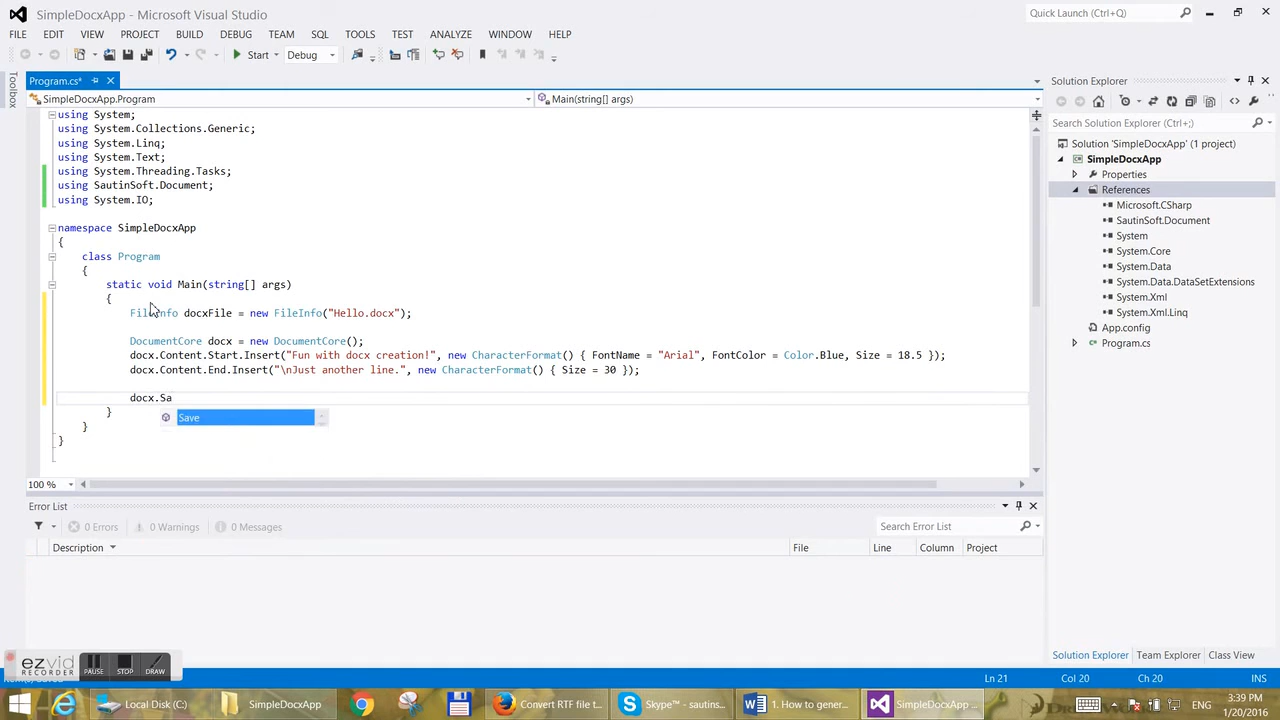 SimpleDocxApp - Microsoft Visual Studio
Quick Launch (Ctrl+Q)
FILE EDIT VIEW PROJECT BUILD DEBUG TEAM SQL TOOLS TEST ANALYZE WINDOW HELP
Start Debug
Toolbox
Program.cs*
SimpleDocxApp.Program
Main(string[] args)
using System;
using System.Collections.Generic;
using System.Linq;
using System.Text;
using System.Threading.Tasks;
using SautinSoft.Document;
using System.IO;
namespace SimpleDocxApp
{
class Program
{
static void Main(string[] args)
{
FileInfo docxFile = new FileInfo("Hello.docx");
DocumentCore docx = new DocumentCore();
docx.Content.Start.Insert("Fun with docx creation!", new CharacterFormat() { FontName = "Arial", FontColor = Color.Blue, Size = 18.5 });
docx.Content.End.Insert("\nJust another line.", new CharacterFormat() { Size = 30 });
docx.Sa
Save
}
}
}
100 %
Solution Explorer
Search Solution Explorer (Ctrl+;)
Solution 'SimpleDocxApp' (1 project)
SimpleDocxApp
Properties
References
Microsoft.CSharp
SautinSoft.Document
System
System.Core
System.Data
System.Data.DataSetExtensions
System.Xml
System.Xml.Linq
App.config
Program.cs
Error List
0 Errors 0 Warnings 0 Messages
Search Error List
Description File Line Column Project
Solution Explorer Team Explorer Class View
ezvid
RECORDER
PAUSE STOP DRAW
Ln 21 Col 20 Ch 20 INS
Local Disk (C:) SimpleDocxApp Convert RTF file t... Skype™ - sautins... 1. How to gener... SimpleDocxApp ...
ENG
3:39 PM
1/20/2016